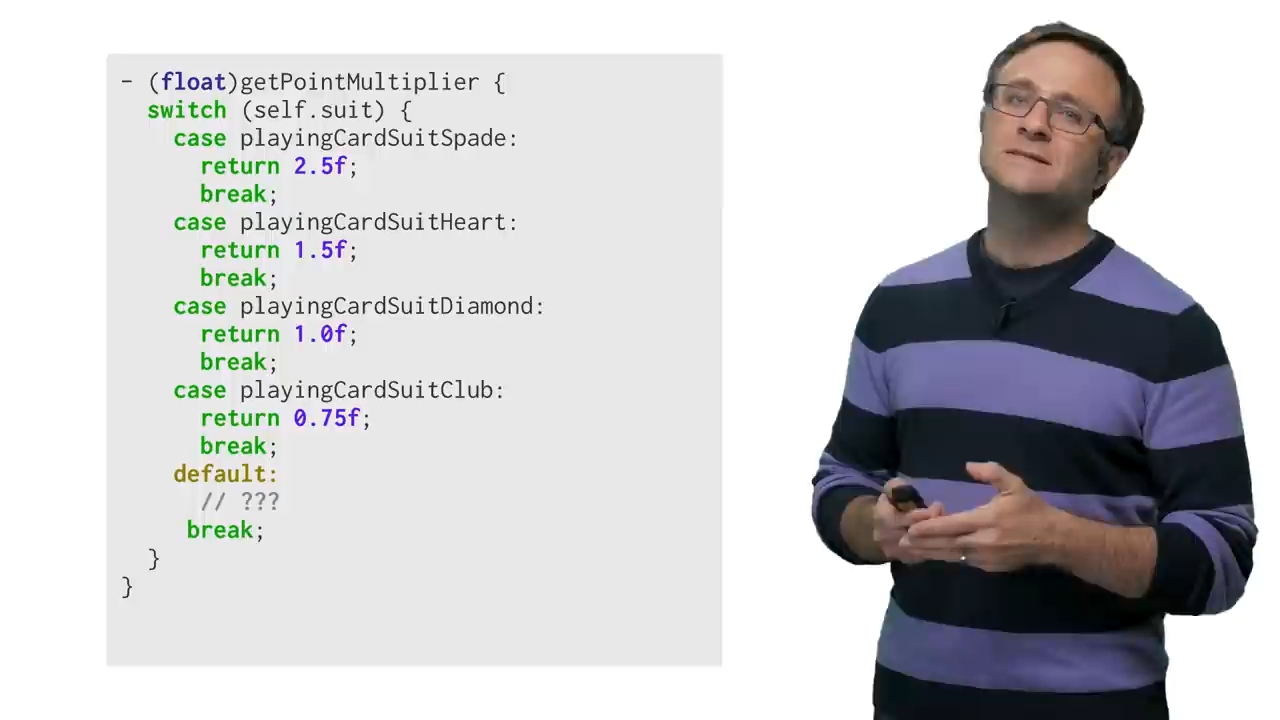 - (float)getPointMultiplier {
switch (self.suit) {
case playingCardSuitSpade:
return 2.5f;
break;
case playingCardSuitHeart:
return 1.5f;
break;
case playingCardSuitDiamond:
return 1.0f;
break;
case playingCardSuitClub:
return 0.75f;
break;
default:
// ???
break;
}
}